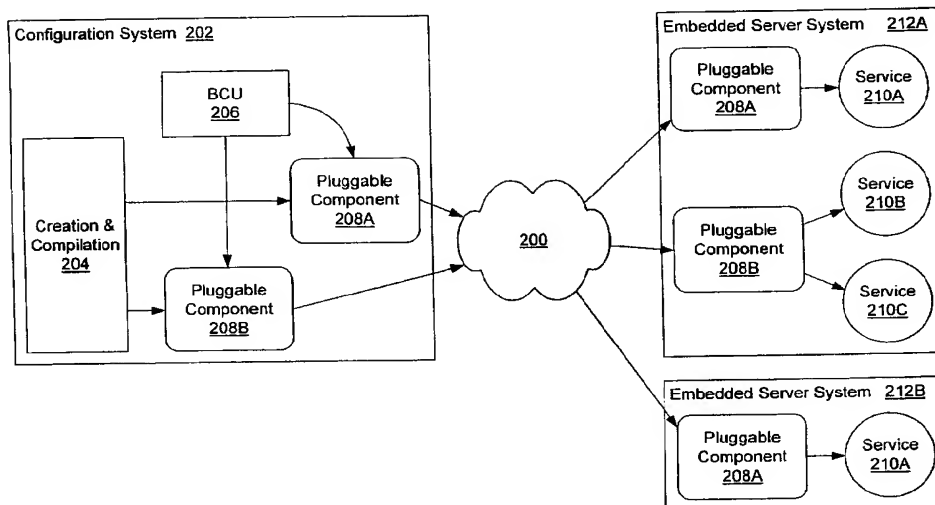 Configuration System 202
BCU
206
Creation &
Compilation
204
Pluggable
Component
208A
Pluggable
Component
208B
200
Embedded Server System 212A
Pluggable
Component
208A
Service
210A
Pluggable
Component
208B
Service
210B
Service
210C
Embedded Server System 212B
Pluggable
Component
208A
Service
210A